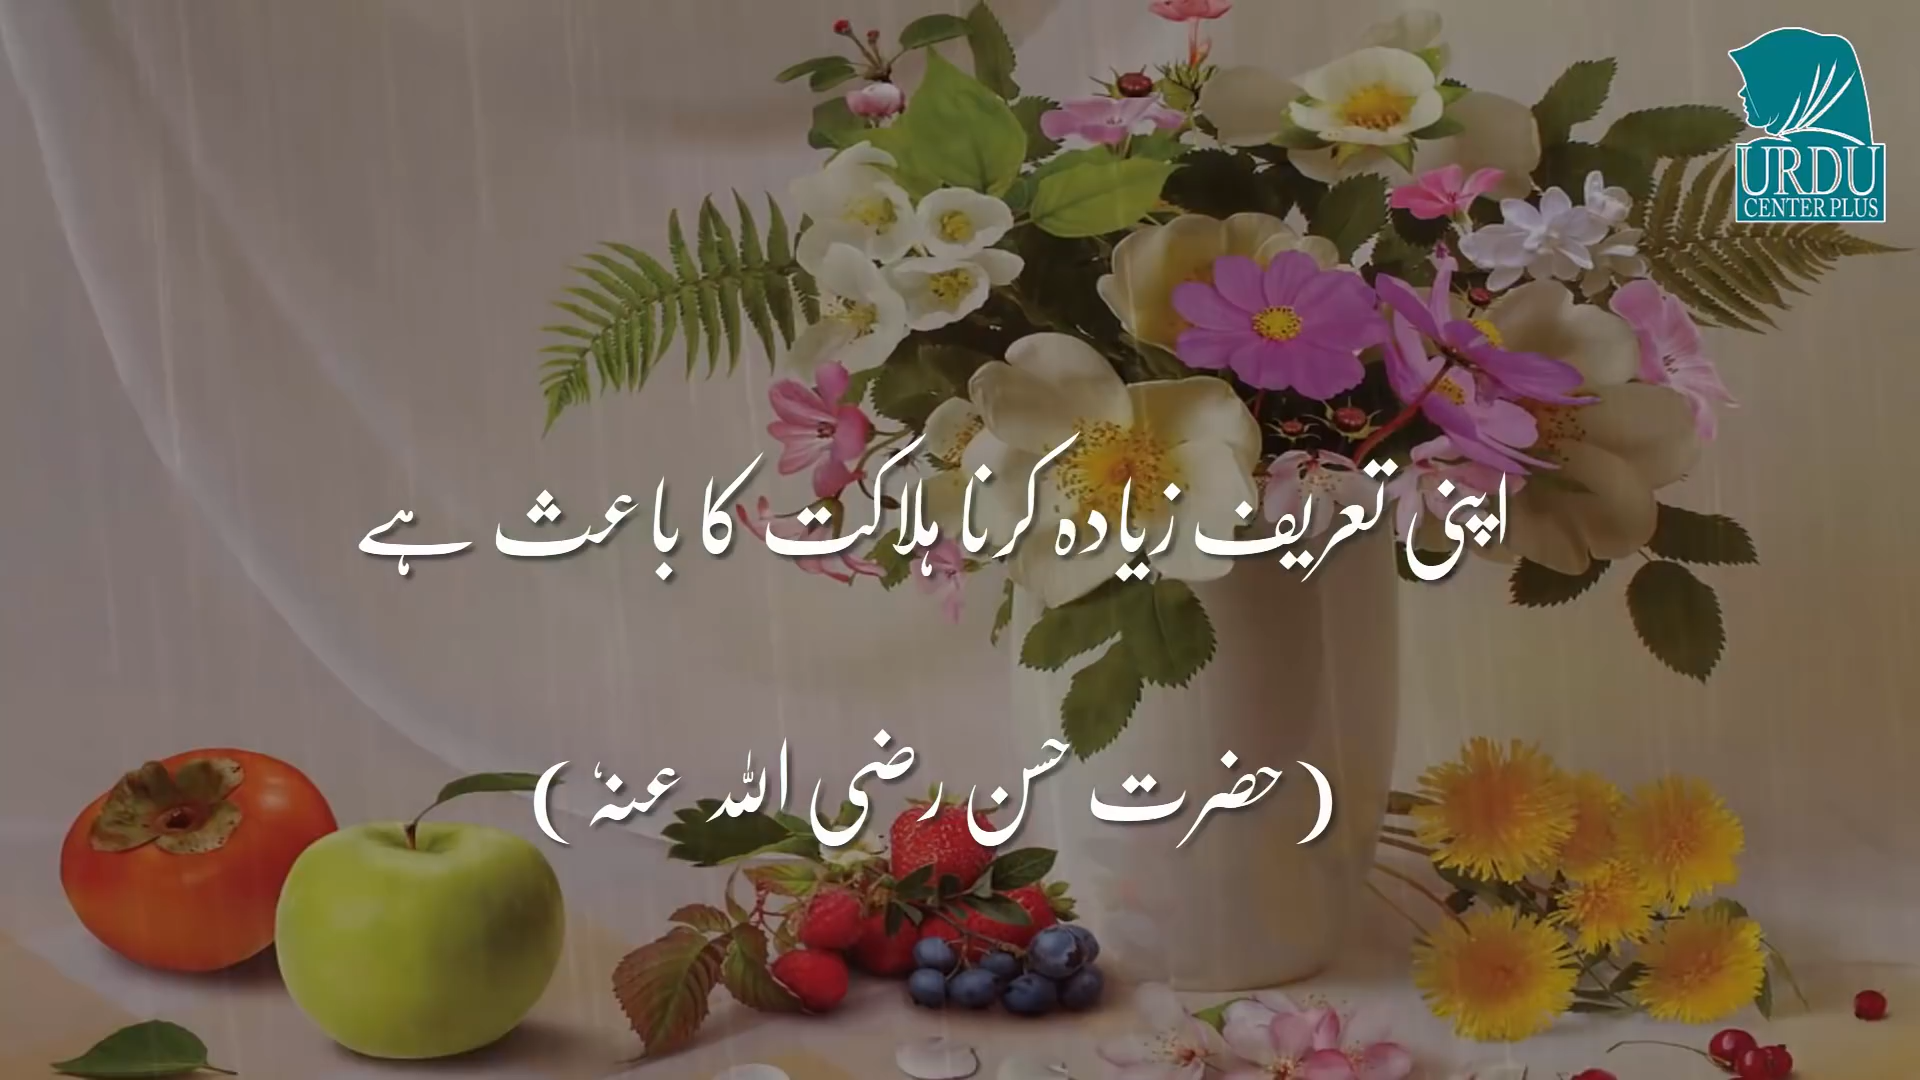 URDU
CENTER PLUS
اپنی تعریف زیادہ کرنا ہلاکت کا باعث ہے
(حضرت حسن رضی اللہ عنہٗ)